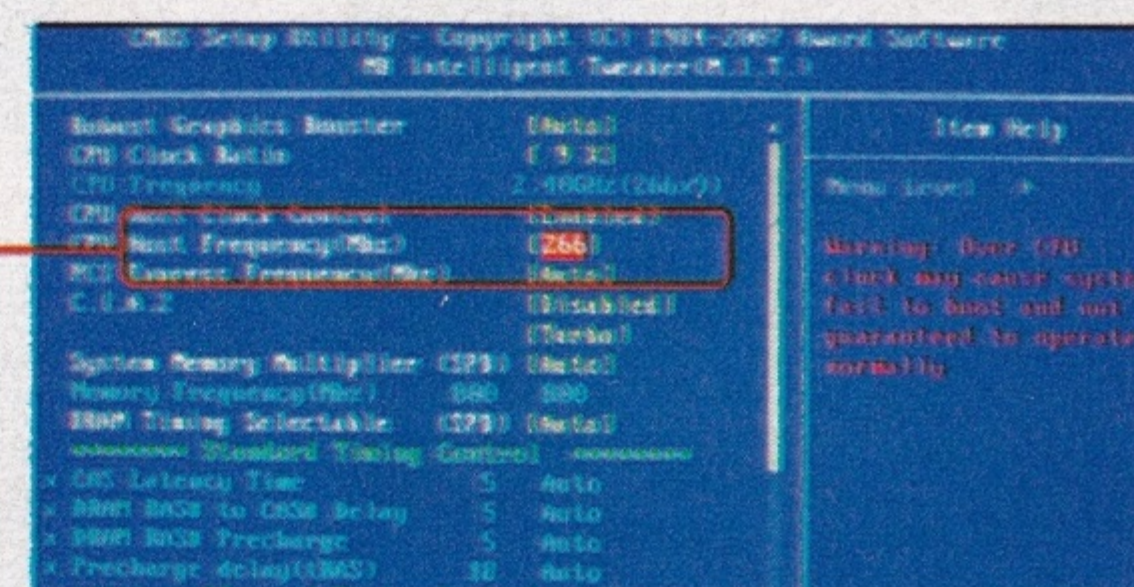 CMOS Setup Utility - Copyright (C) 1984-2007 Award Software
MB Intelligent Tweaker(M.I.T.)
Robust Graphics Booster [Auto]
CPU Clock Ratio [ 9 X]
CPU Frequency 2.40GHz(266x9)
CPU Host Clock Control [Enabled]
CPU Host Frequency(Mhz) [266]
PCI Express Frequency(Mhz) [Auto]
C.I.A.2 [Disabled]
[Turbo]
System Memory Multiplier (SPD) [Auto]
Memory Frequency(Mhz) 800 800
DRAM Timing Selectable (SPD) [Auto]
Standard Timing Control
x CAS Latency Time 5 Auto
x DRAM RAS# to CAS# Delay 5 Auto
x DRAM RAS# Precharge 5 Auto
x Precharge delay(tRAS) 18 Auto
Item Help
Menu Level
Warning: Over CPU
clock may cause syste
fail to boot and not
guaranteed to operate
normally